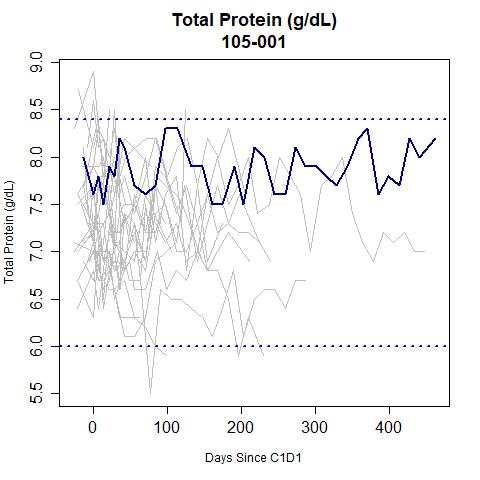 Total Protein (g/dL)
105-001
Total Protein (g/dL)
9.0
8.5
8.0
7.5
7.0
6.5
6.0
5.5
0 100 200 300 400
Days Since C1D1